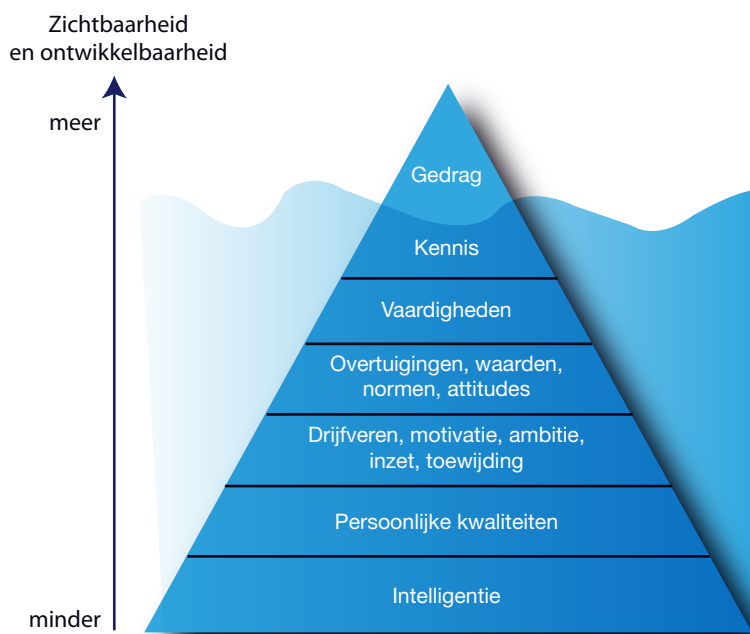 Zichtbaarheid
en ontwikkelbaarheid
meer
Gedrag
Kennis
Vaardigheden
Overtuigingen, waarden,
normen, attitudes
Drijfveren, motivatie, ambitie,
inzet, toewijding
Persoonlijke kwaliteiten
Intelligentie
minder